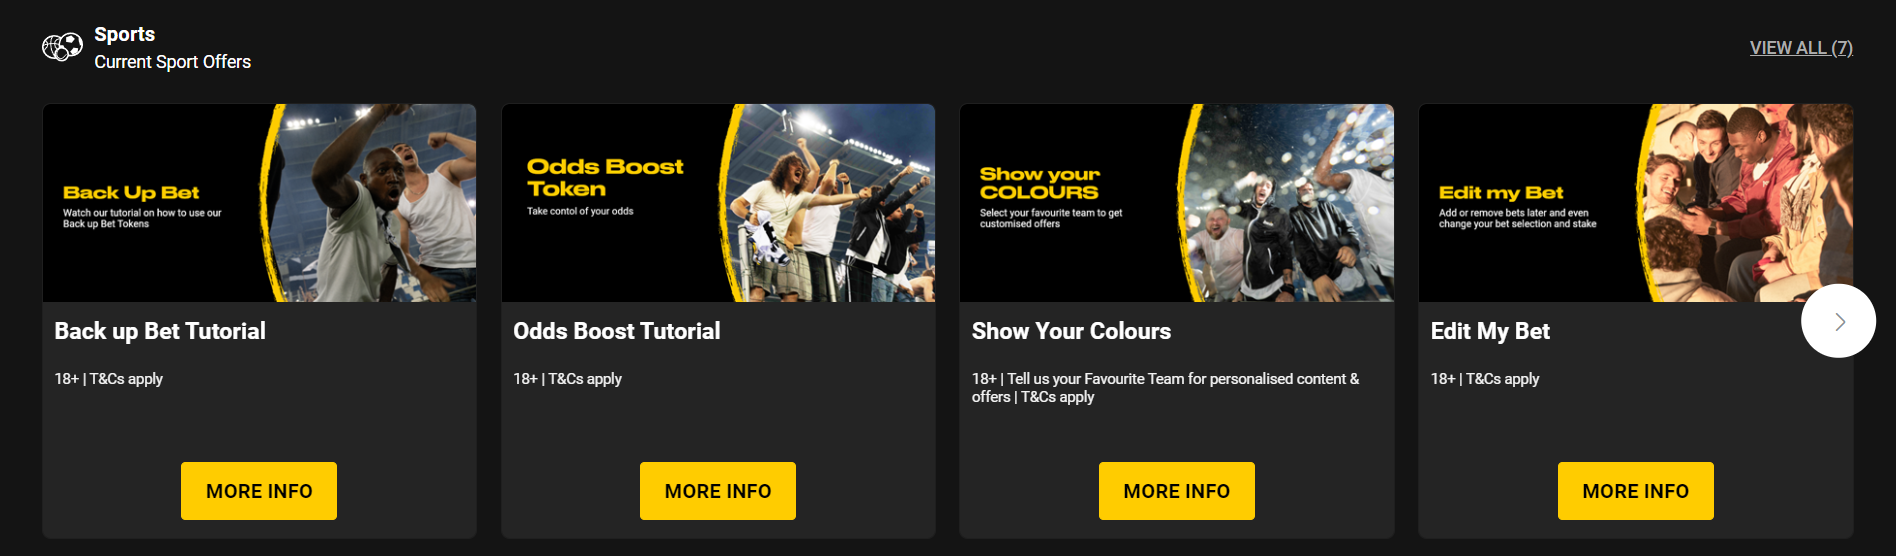 Sports
Current Sport Offers
VIEW ALL (7)
Back Up Bet
Watch our tutorial on how to use our
Back up Bet Tokens
Back up Bet Tutorial
18+ | T&Cs apply
MORE INFO
Odds Boost
Token
Take contol of your odds
Odds Boost Tutorial
18+ | T&Cs apply
MORE INFO
Show your
COLOURS
Select your favourite team to get
customised offers
Show Your Colours
18+ | Tell us your Favourite Team for personalised content &
offers | T&Cs apply
MORE INFO
Edit my Bet
Add or remove bets later and even
change your bet selection and stake
Edit My Bet
18+ | T&Cs apply
MORE INFO